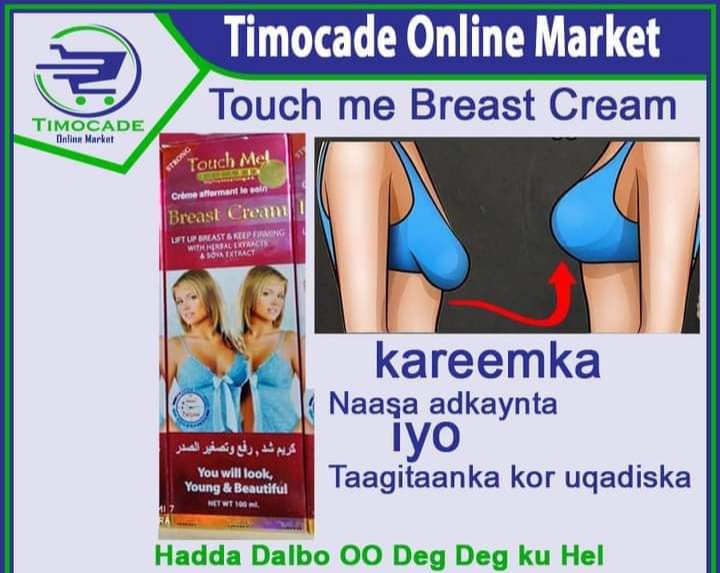 Timocade Online Market
TIMOCADE
Online Market
Touch me Breast Cream
STRONG
Touch Me!
Crème affermant le sein
Breast Cream
LIFT UP BREAST & KEEP FIRMING
WITH HERBAL EXTRACTS
& SOYA EXTRACT
كريم شد , رفع وتصغير الصدر
You will look,
Young & Beautiful
NET WT 100 ml.
kareemka
Naasa adkaynta
iyo
Taagitaanka kor uqadiska
Hadda Dalbo OO Deg Deg ku Hel